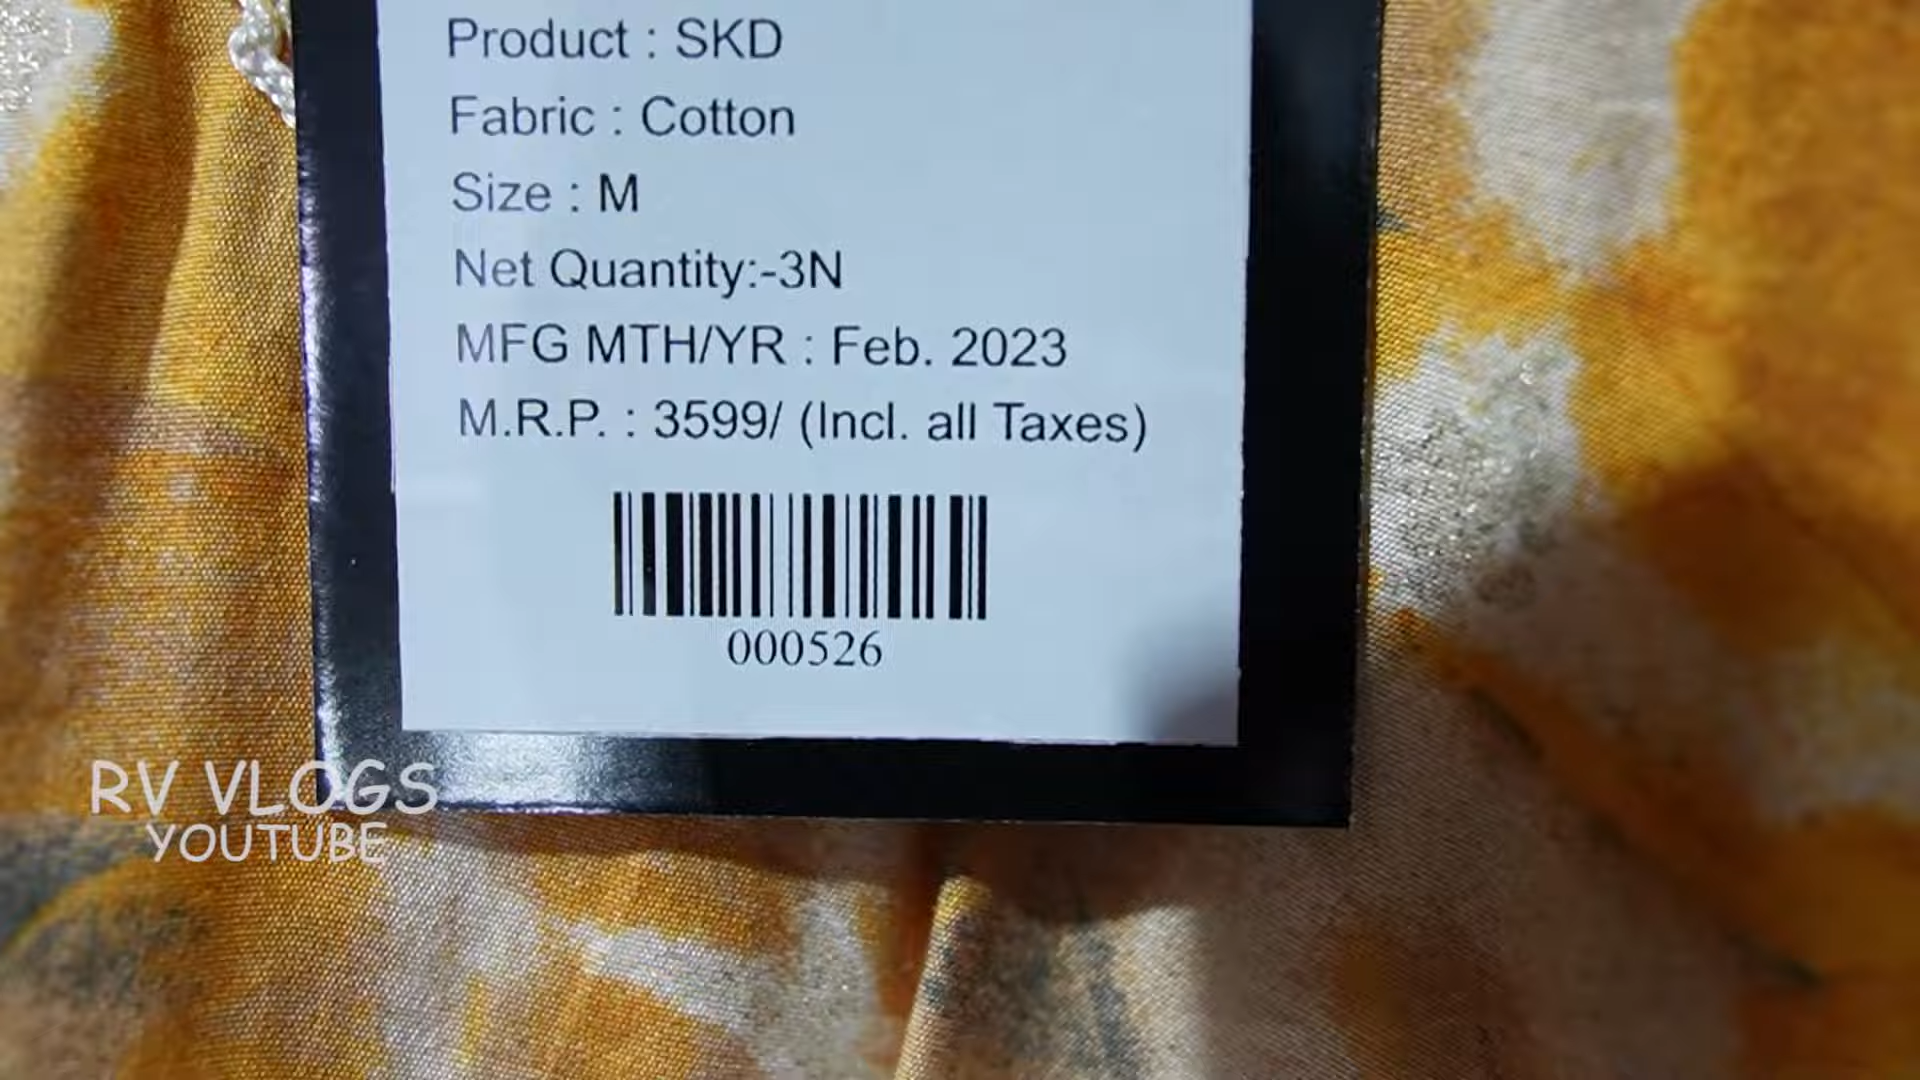 Product : SKD
Fabric : Cotton
Size : M
Net Quantity:-3N
MFG MTH/YR : Feb. 2023
M.R.P. : 3599/ (Incl. all Taxes)
000526
RV VLOGS
YOUTUBE